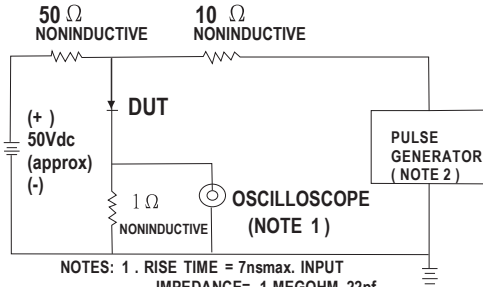 50 Ω
NONINDUCTIVE
10 Ω
NONINDUCTIVE
(+ )
50Vdc
(approx)
(-)
DUT
PULSE
GENERATOR
( NOTE 2 )
1 Ω
NONINDUCTIVE
OSCILLOSCOPE
(NOTE 1 )
NOTES: 1 . RISE TIME = 7nsmax. INPUT
IMPEDANCE= 1 MEGOHM. 22pf